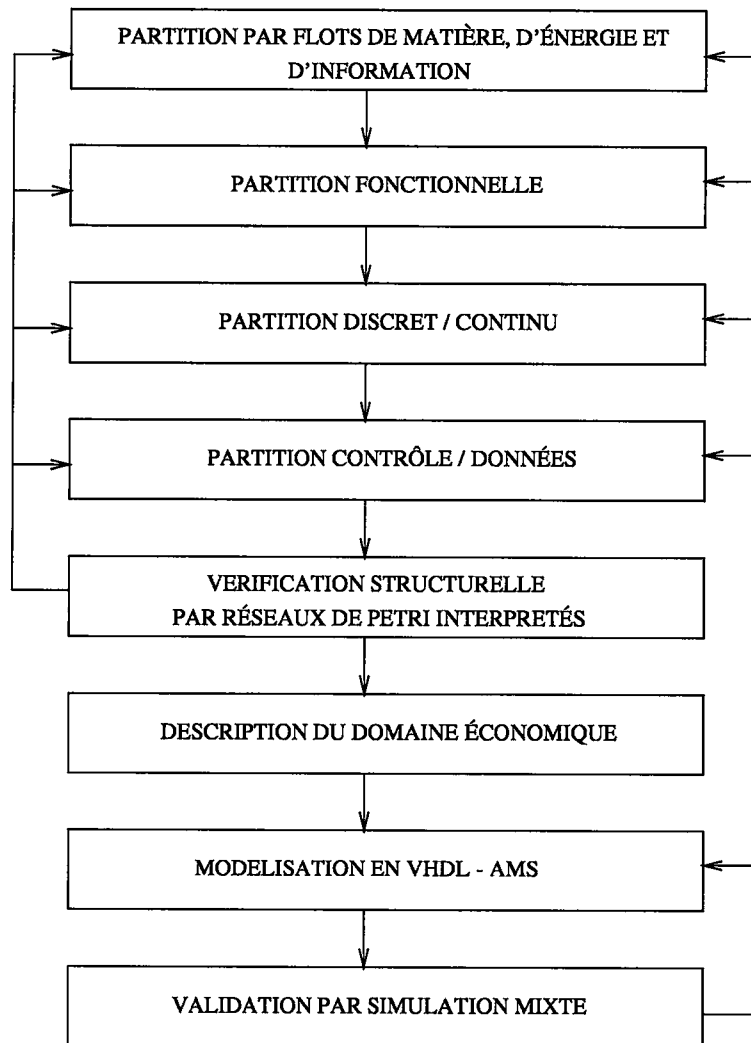 PARTITION PAR FLOTS DE MATIÈRE, D'ÉNERGIE ET
D'INFORMATION
PARTITION FONCTIONNELLE
PARTITION DISCRET / CONTINU
PARTITION CONTRÔLE / DONNÉES
VERIFICATION STRUCTURELLE
PAR RÉSEAUX DE PETRI INTERPRETÉS
DESCRIPTION DU DOMAINE ÉCONOMIQUE
MODELISATION EN VHDL - AMS
VALIDATION PAR SIMULATION MIXTE